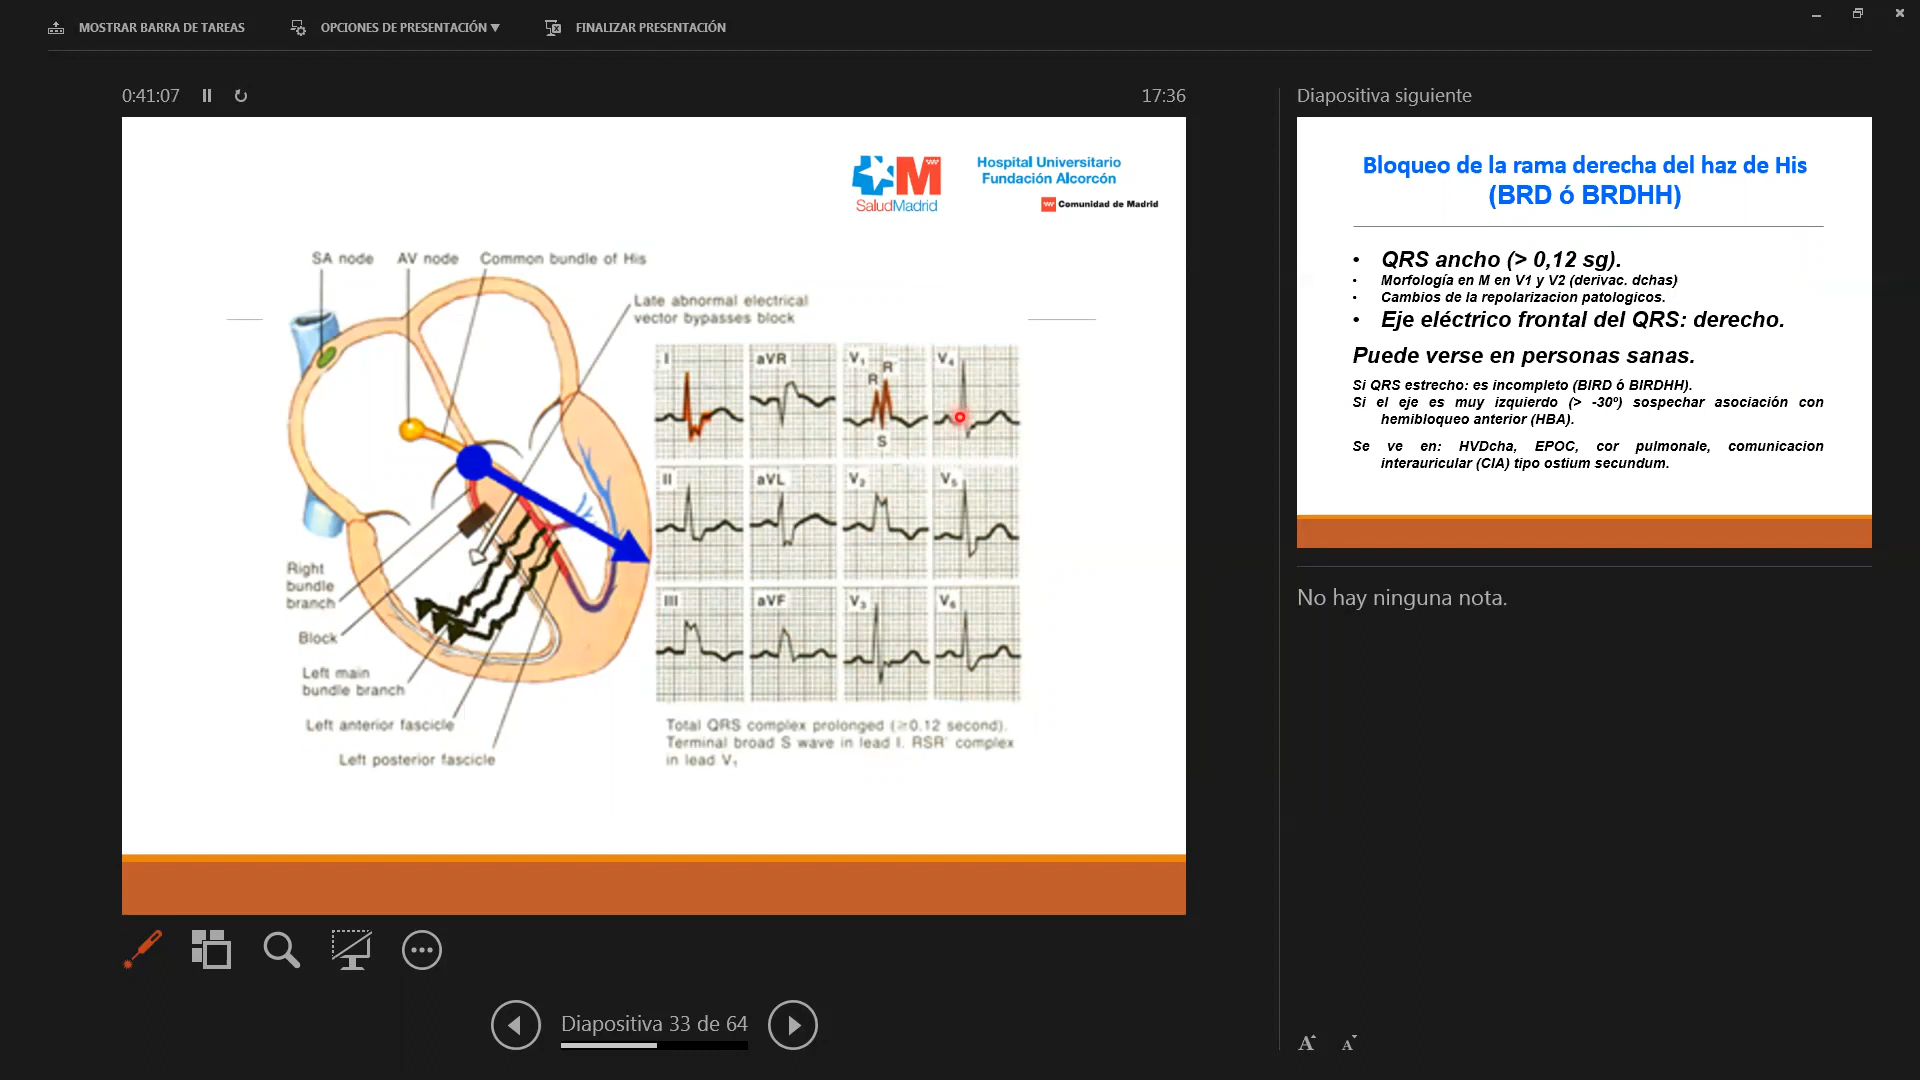 MOSTRAR BARRA DE TAREAS
OPCIONES DE PRESENTACIÓN ▼
FINALIZAR PRESENTACIÓN
0:41:07
17:36
Diapositiva siguiente
SaludMadrid
Hospital Universitario
Fundación Alcorcón
Comunidad de Madrid
SA node
AV node
Common bundle of His
Late abnormal electrical
vector bypasses block
I
aVR
V₁
R
R'
S
V₄
II
aVL
V₂
V₅
III
aVF
V₃
V₆
Right
bundle
branch
Block
Left main
bundle branch
Left anterior fascicle
Left posterior fascicle
Total QRS complex prolonged (≥0.12 second).
Terminal broad S wave in lead I. RSR' complex
in lead V₁
Bloqueo de la rama derecha del haz de His
(BRD ó BRDHH)
• QRS ancho (> 0,12 sg).
• Morfología en M en V1 y V2 (derivac. dchas)
• Cambios de la repolarizacion patologicos.
• Eje eléctrico frontal del QRS: derecho.
Puede verse en personas sanas.
Si QRS estrecho: es incompleto (BIRD ó BIRDHH).
Si el eje es muy izquierdo (> -30º) sospechar asociación con
hemibloqueo anterior (HBA).
Se ve en: HVDcha, EPOC, cor pulmonale, comunicacion
interauricular (CIA) tipo ostium secundum.
No hay ninguna nota.
Diapositiva 33 de 64
A A